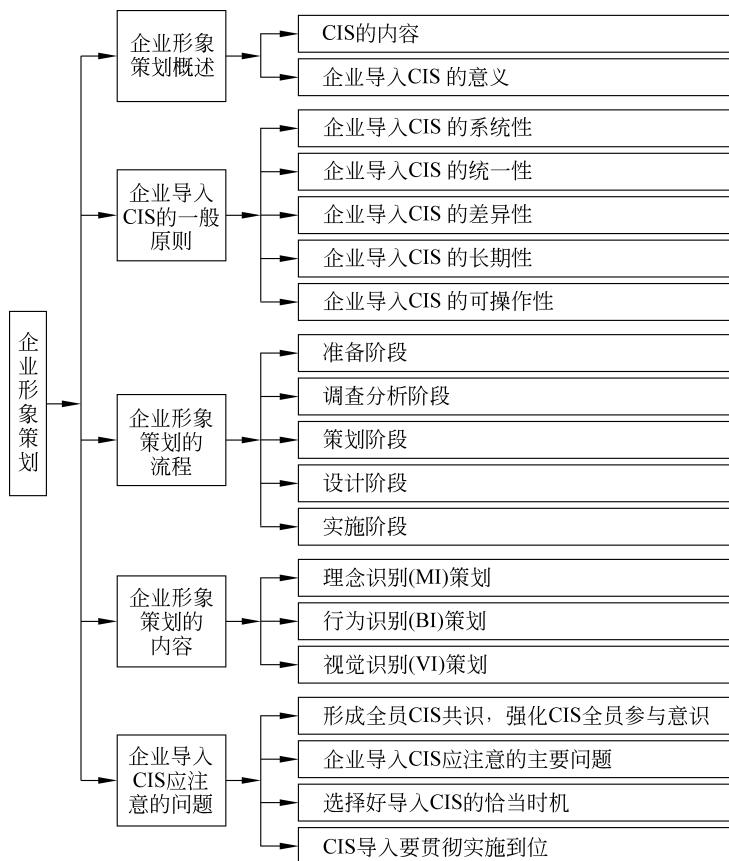 企业形象策划
企业形象
策划概述
CIS的内容
企业导入CIS 的意义
企业导入
CIS的一般
原则
企业导入CIS 的系统性
企业导入CIS 的统一性
企业导入CIS 的差异性
企业导入CIS 的长期性
企业导入CIS 的可操作性
企业形象
策划的
流程
准备阶段
调查分析阶段
策划阶段
设计阶段
实施阶段
企业形象
策划的
内容
理念识别(MI)策划
行为识别(BI)策划
视觉识别(VI)策划
企业导入
CIS应注
意的问题
形成全员CIS共识，强化CIS全员参与意识
企业导入CIS应注意的主要问题
选择好导入CIS的恰当时机
CIS导入要贯彻实施到位